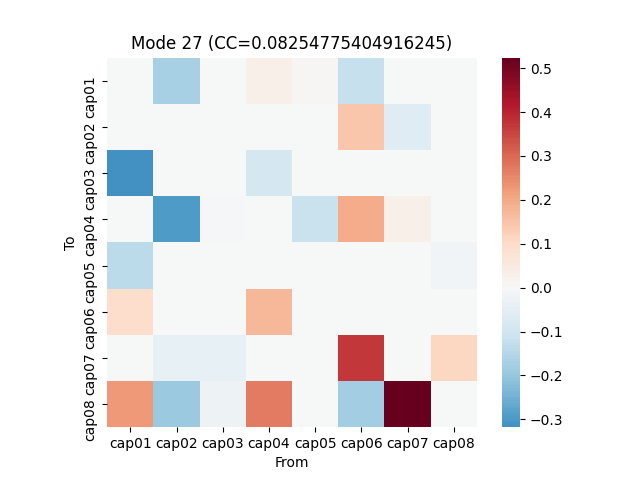 Mode 27 (CC=0.08254775404916245)
To
cap01
cap02
cap03
cap04
cap05
cap06
cap07
cap08
cap01 cap02 cap03 cap04 cap05 cap06 cap07 cap08
From
0.5
0.4
0.3
0.2
0.1
0.0
−0.1
−0.2
−0.3